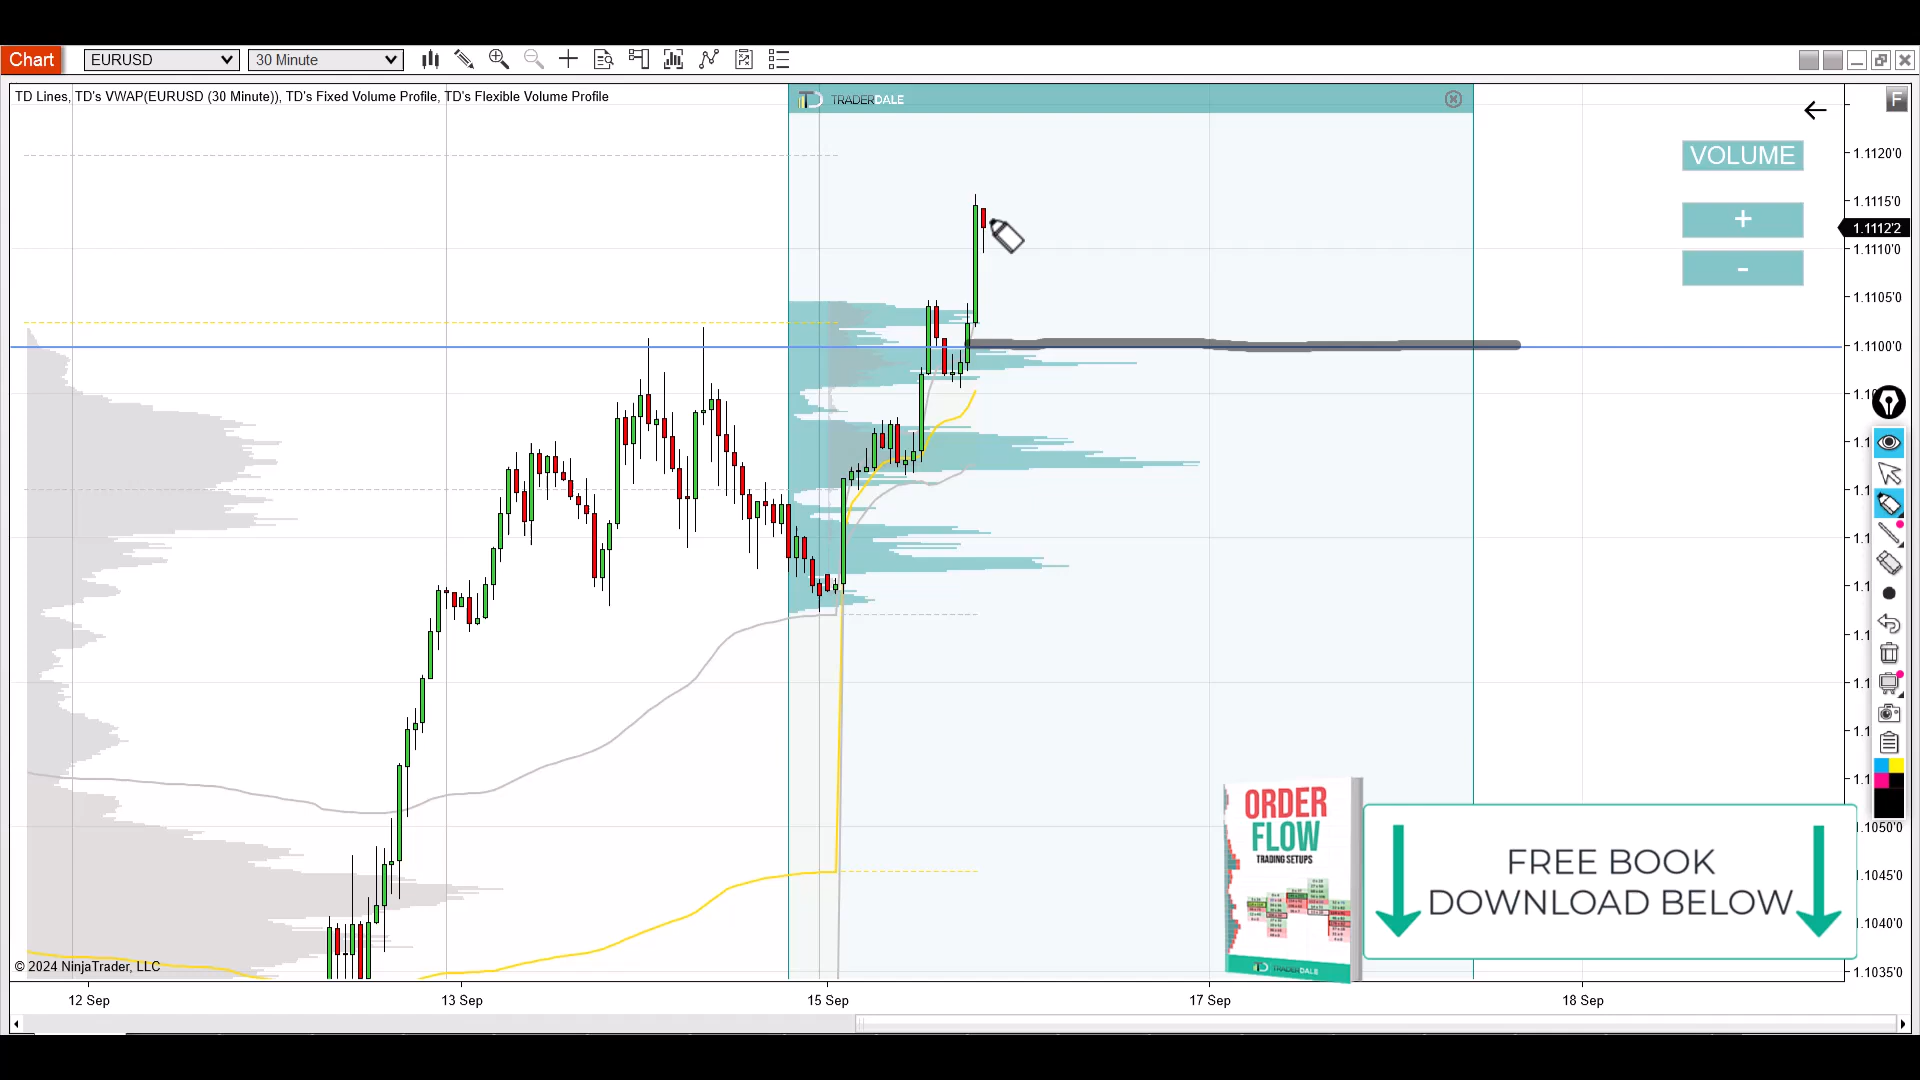 Chart
EURUSD
30 Minute
TD Lines, TD's VWAP(EURUSD (30 Minute)), TD's Fixed Volume Profile, TD's Flexible Volume Profile
TRADERDALE
F
VOLUME
+
-
1.1120'0
1.1115'0
1.1112'2
1.1110'0
1.1105'0
1.1100'0
1.1050'0
1.1045'0
1.1040'0
1.1035'0
ORDER
FLOW
TRADING SETUPS
TRADERDALE
FREE BOOK
DOWNLOAD BELOW
© 2024 NinjaTrader, LLC
12 Sep
13 Sep
15 Sep
17 Sep
18 Sep